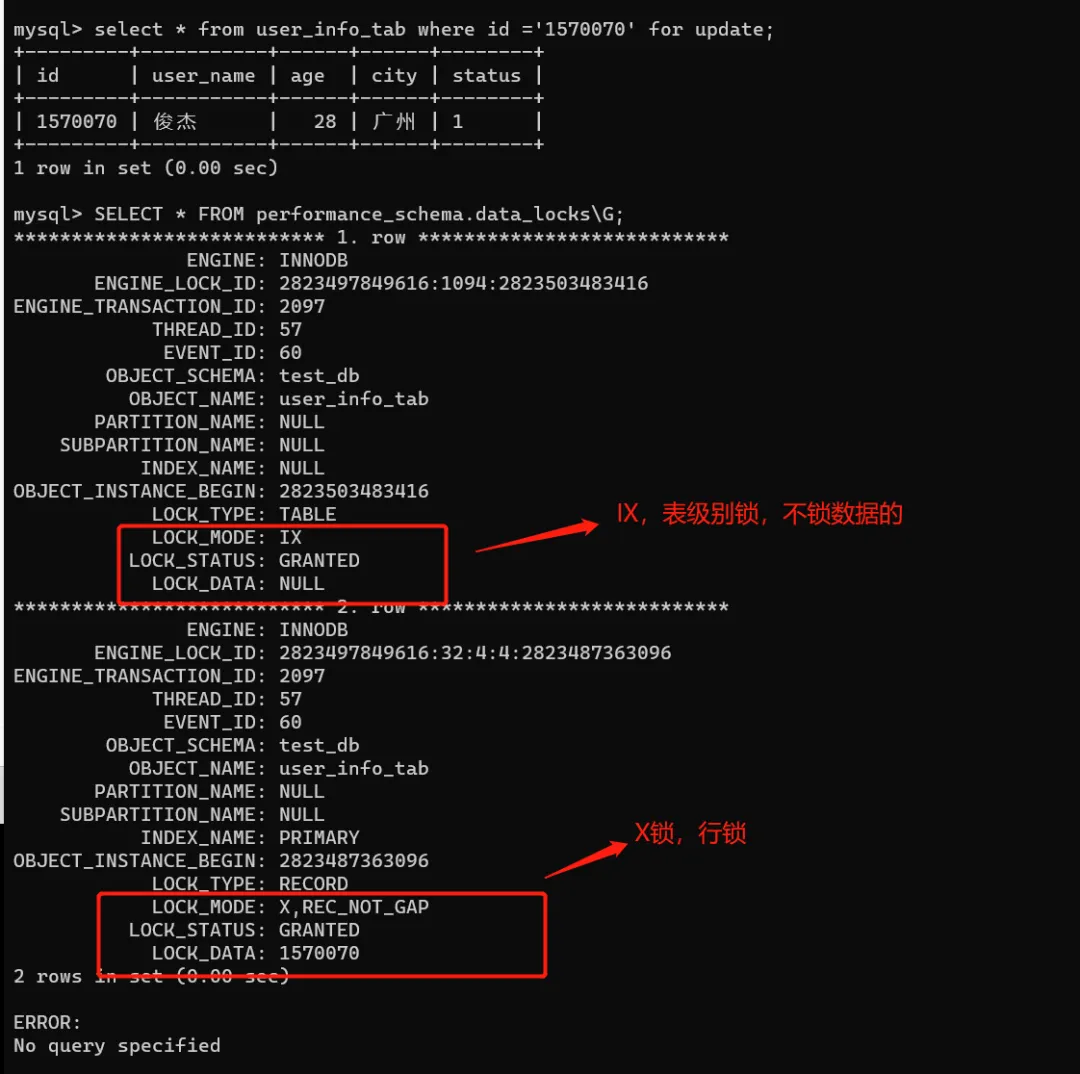 mysql> select * from user_info_tab where id ='1570070' for update;
+---------+-----------+------+------+--------+
| id      | user_name | age  | city | status |
+---------+-----------+------+------+--------+
| 1570070 | 俊杰      |   28 | 广州 | 1      |
+---------+-----------+------+------+--------+
1 row in set (0.00 sec)
mysql> SELECT * FROM performance_schema.data_locks\G;
*************************** 1. row ***************************
ENGINE: INNODB
ENGINE_LOCK_ID: 2823497849616:1094:2823503483416
ENGINE_TRANSACTION_ID: 2097
THREAD_ID: 57
EVENT_ID: 60
OBJECT_SCHEMA: test_db
OBJECT_NAME: user_info_tab
PARTITION_NAME: NULL
SUBPARTITION_NAME: NULL
INDEX_NAME: NULL
OBJECT_INSTANCE_BEGIN: 2823503483416
LOCK_TYPE: TABLE
IX，表级别锁，不锁数据的
LOCK_MODE: IX
LOCK_STATUS: GRANTED
LOCK_DATA: NULL
*************************** 2. row ***************************
ENGINE: INNODB
ENGINE_LOCK_ID: 2823497849616:32:4:4:2823487363096
ENGINE_TRANSACTION_ID: 2097
THREAD_ID: 57
EVENT_ID: 60
OBJECT_SCHEMA: test_db
OBJECT_NAME: user_info_tab
PARTITION_NAME: NULL
SUBPARTITION_NAME: NULL
INDEX_NAME: PRIMARY
X锁，行锁
OBJECT_INSTANCE_BEGIN: 2823487363096
LOCK_TYPE: RECORD
LOCK_MODE: X,REC_NOT_GAP
LOCK_STATUS: GRANTED
LOCK_DATA: 1570070
2 rows in set (0.00 sec)
ERROR:
No query specified